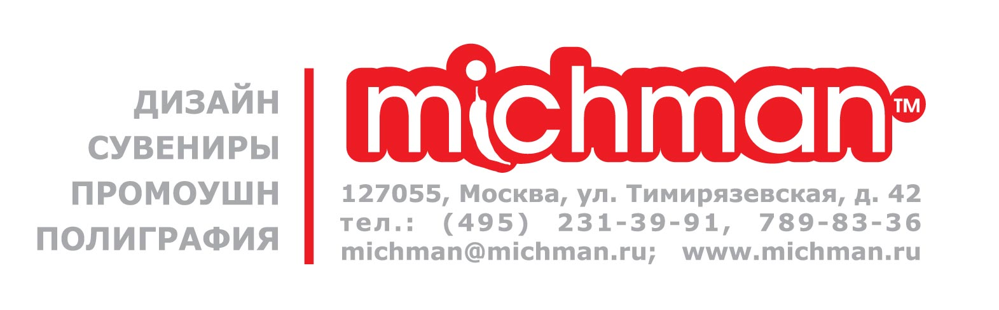 ДИЗАЙН
СУВЕНИРЫ
ПРОМОУШН
ПОЛИГРАФИЯ
michman™
127055, Москва, ул. Тимирязевская, д. 42
тел.: (495) 231-39-91, 789-83-36
michman@michman.ru; www.michman.ru